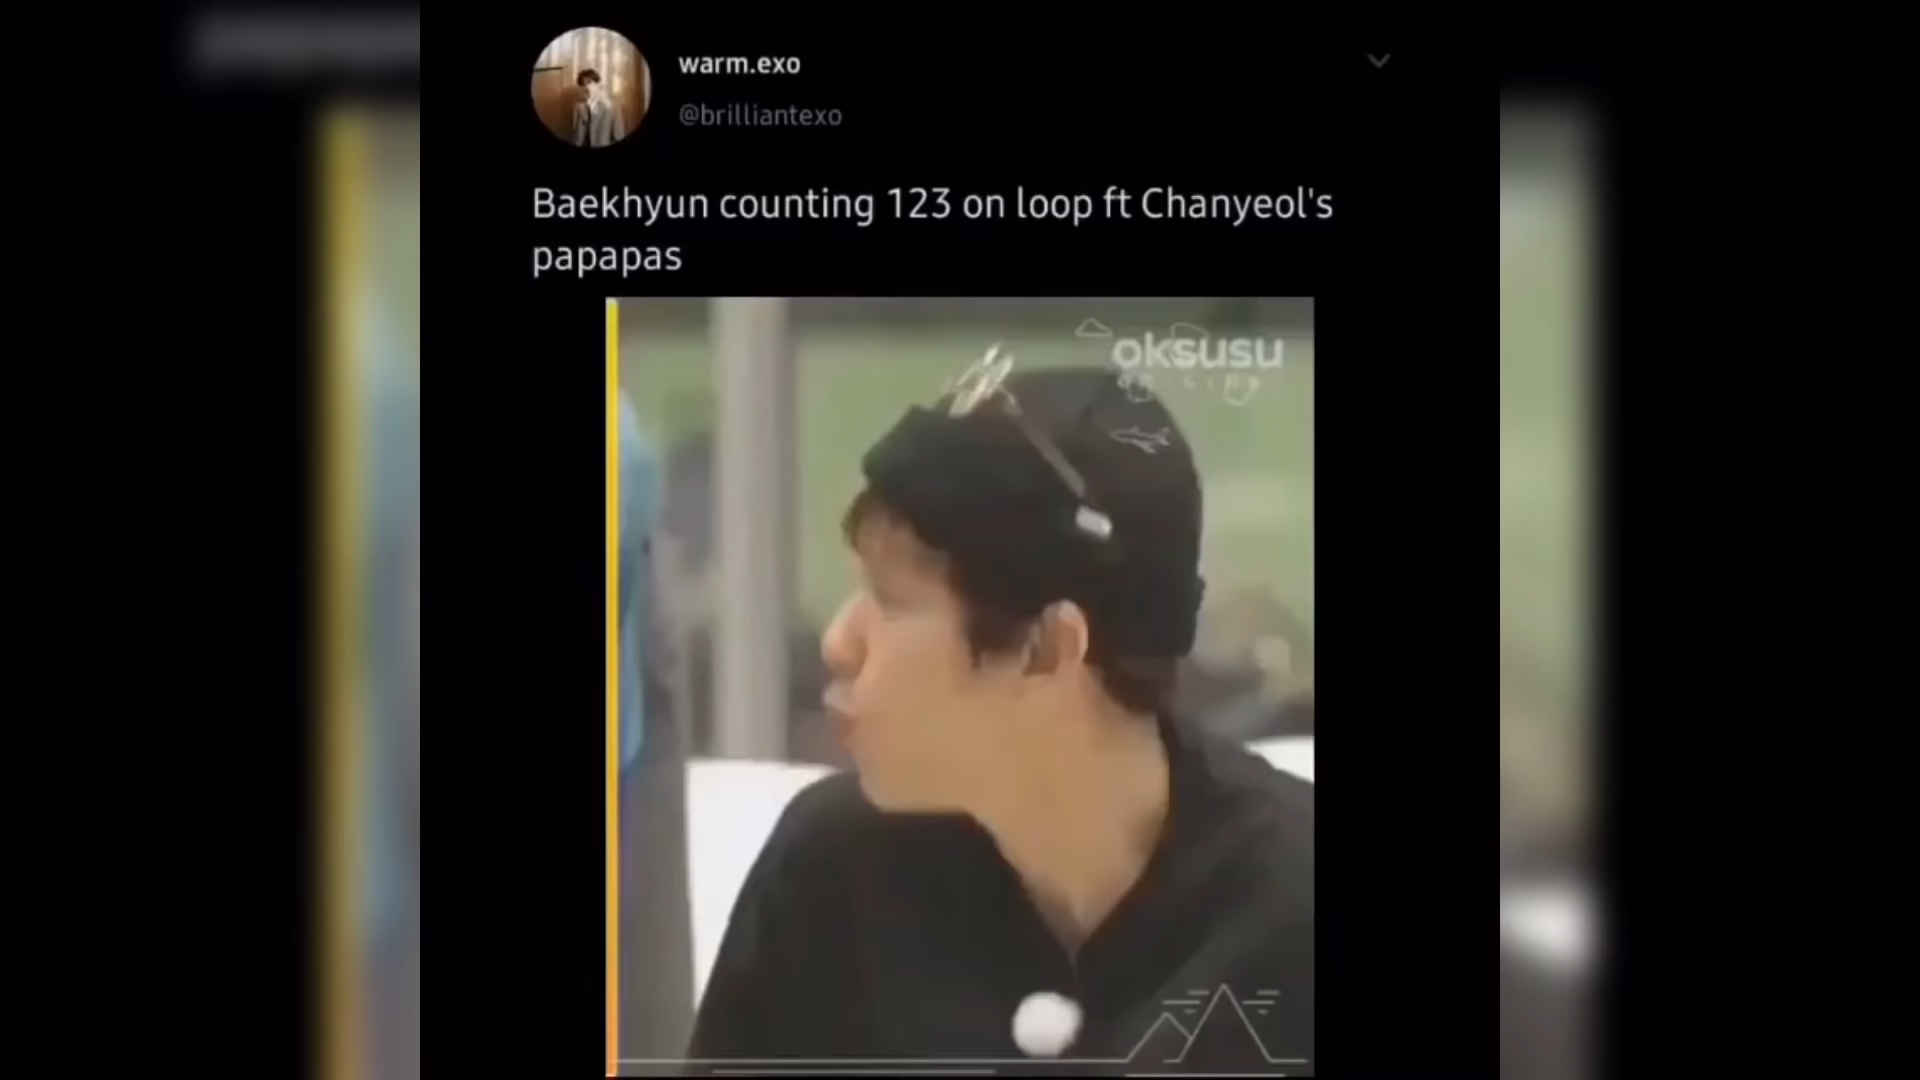 warm.exo
@brilliantexo
Baekhyun counting 123 on loop ft Chanyeol's
papapas
oksusu